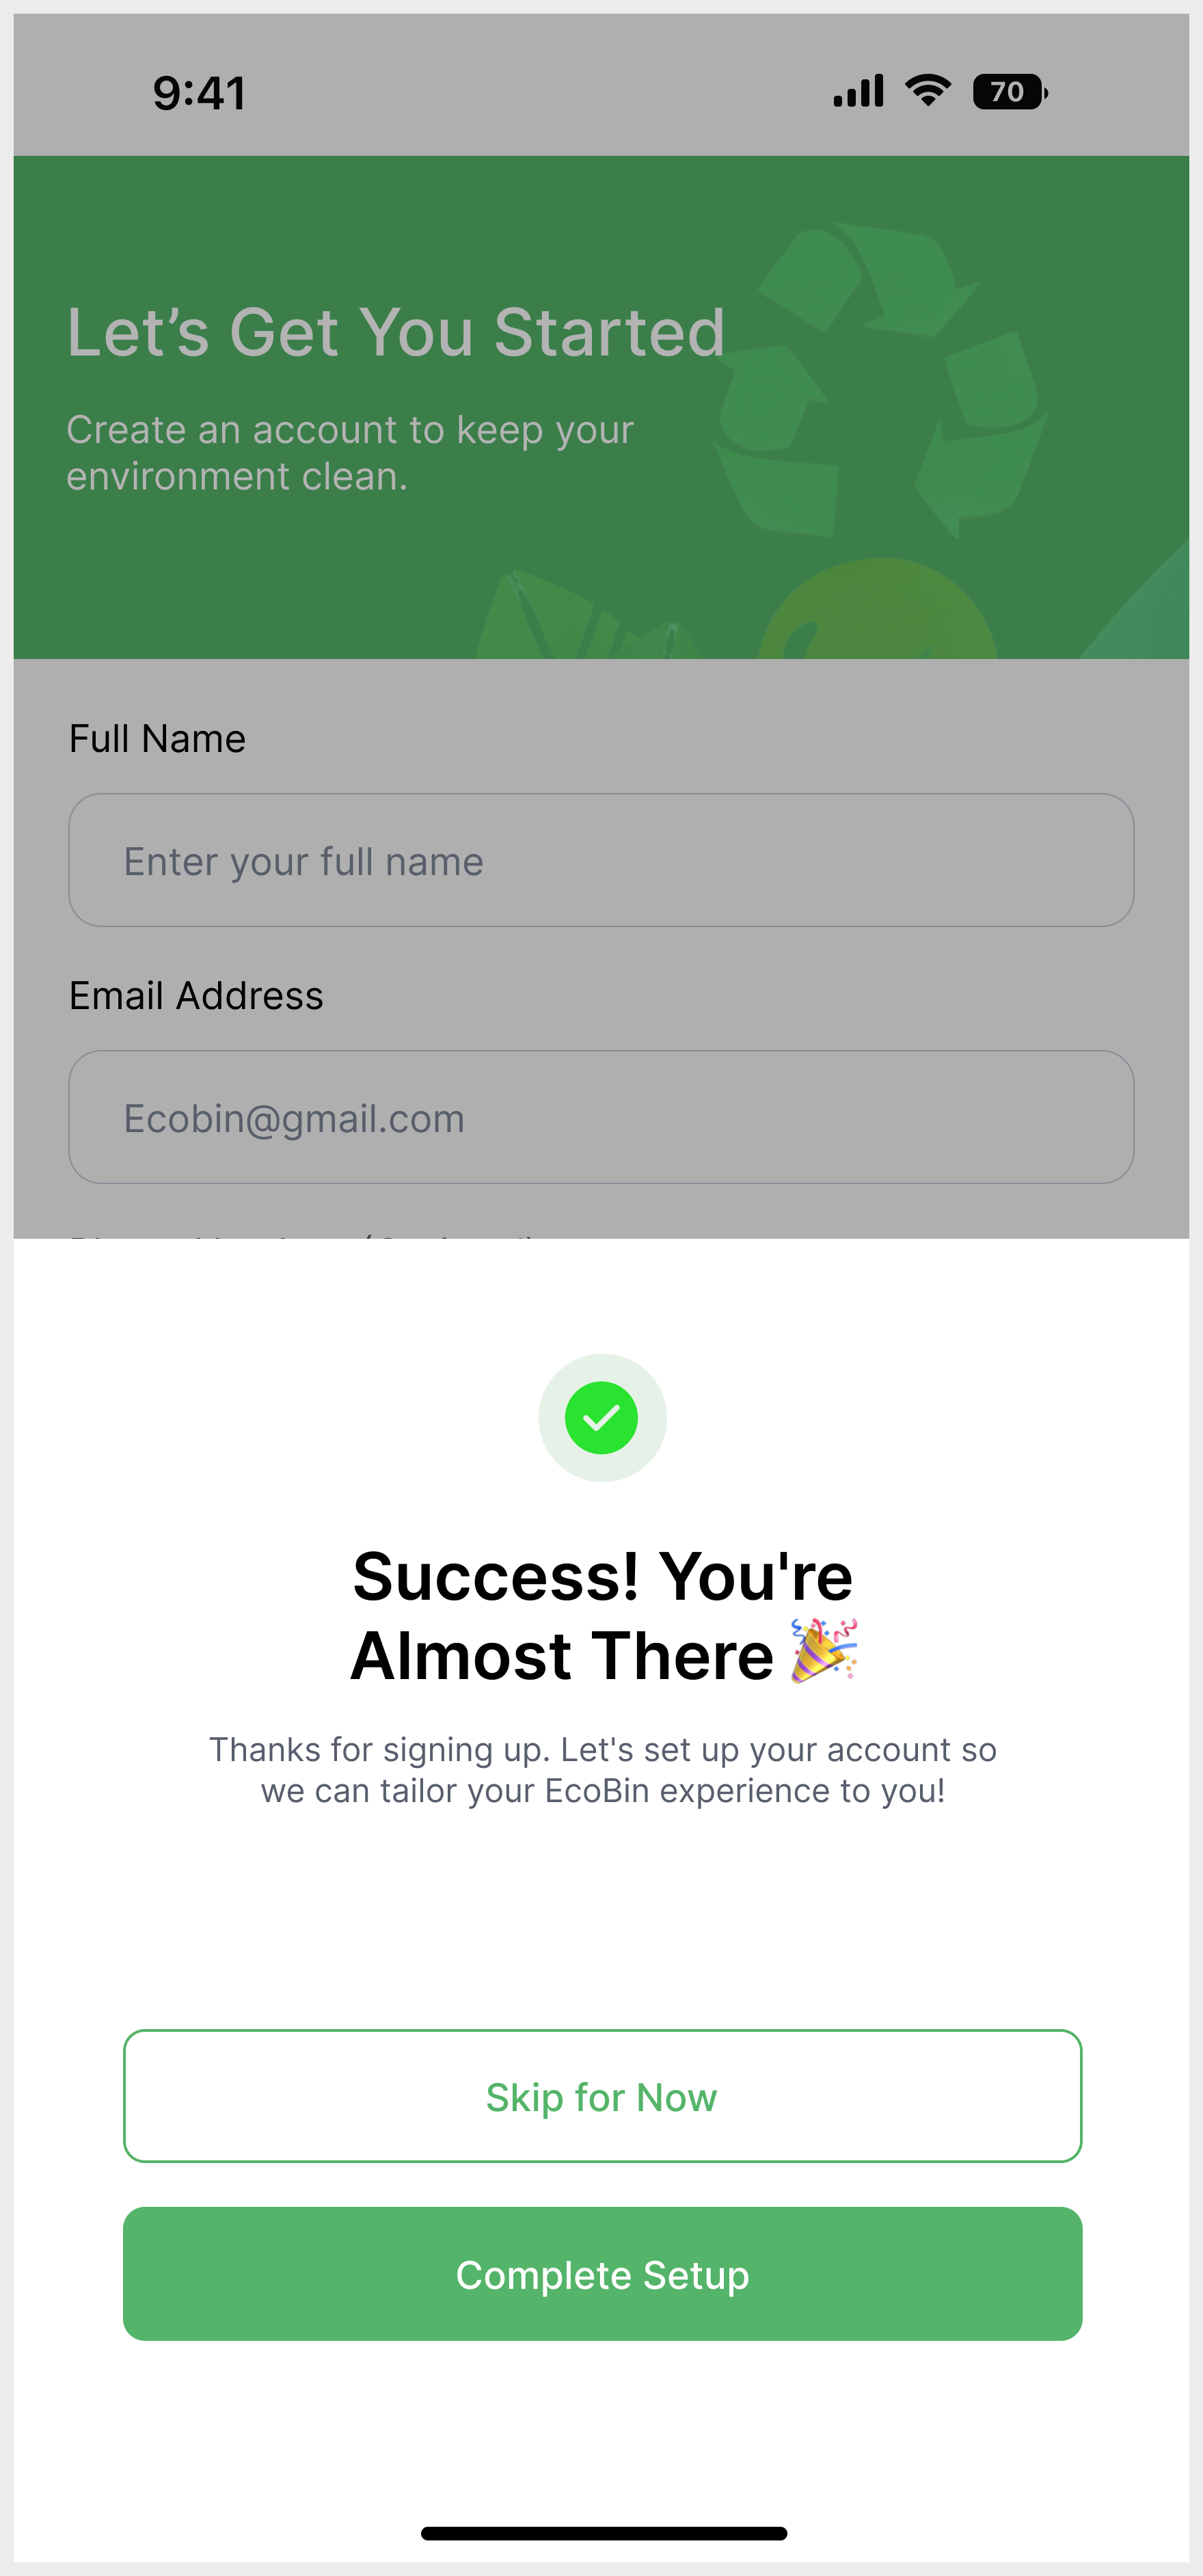 9:41
70
Let’s Get You Started
Create an account to keep your
environment clean.
Full Name
Enter your full name
Email Address
Ecobin@gmail.com
Success! You're
Almost There 🎉
Thanks for signing up. Let's set up your account so
we can tailor your EcoBin experience to you!
Skip for Now
Complete Setup